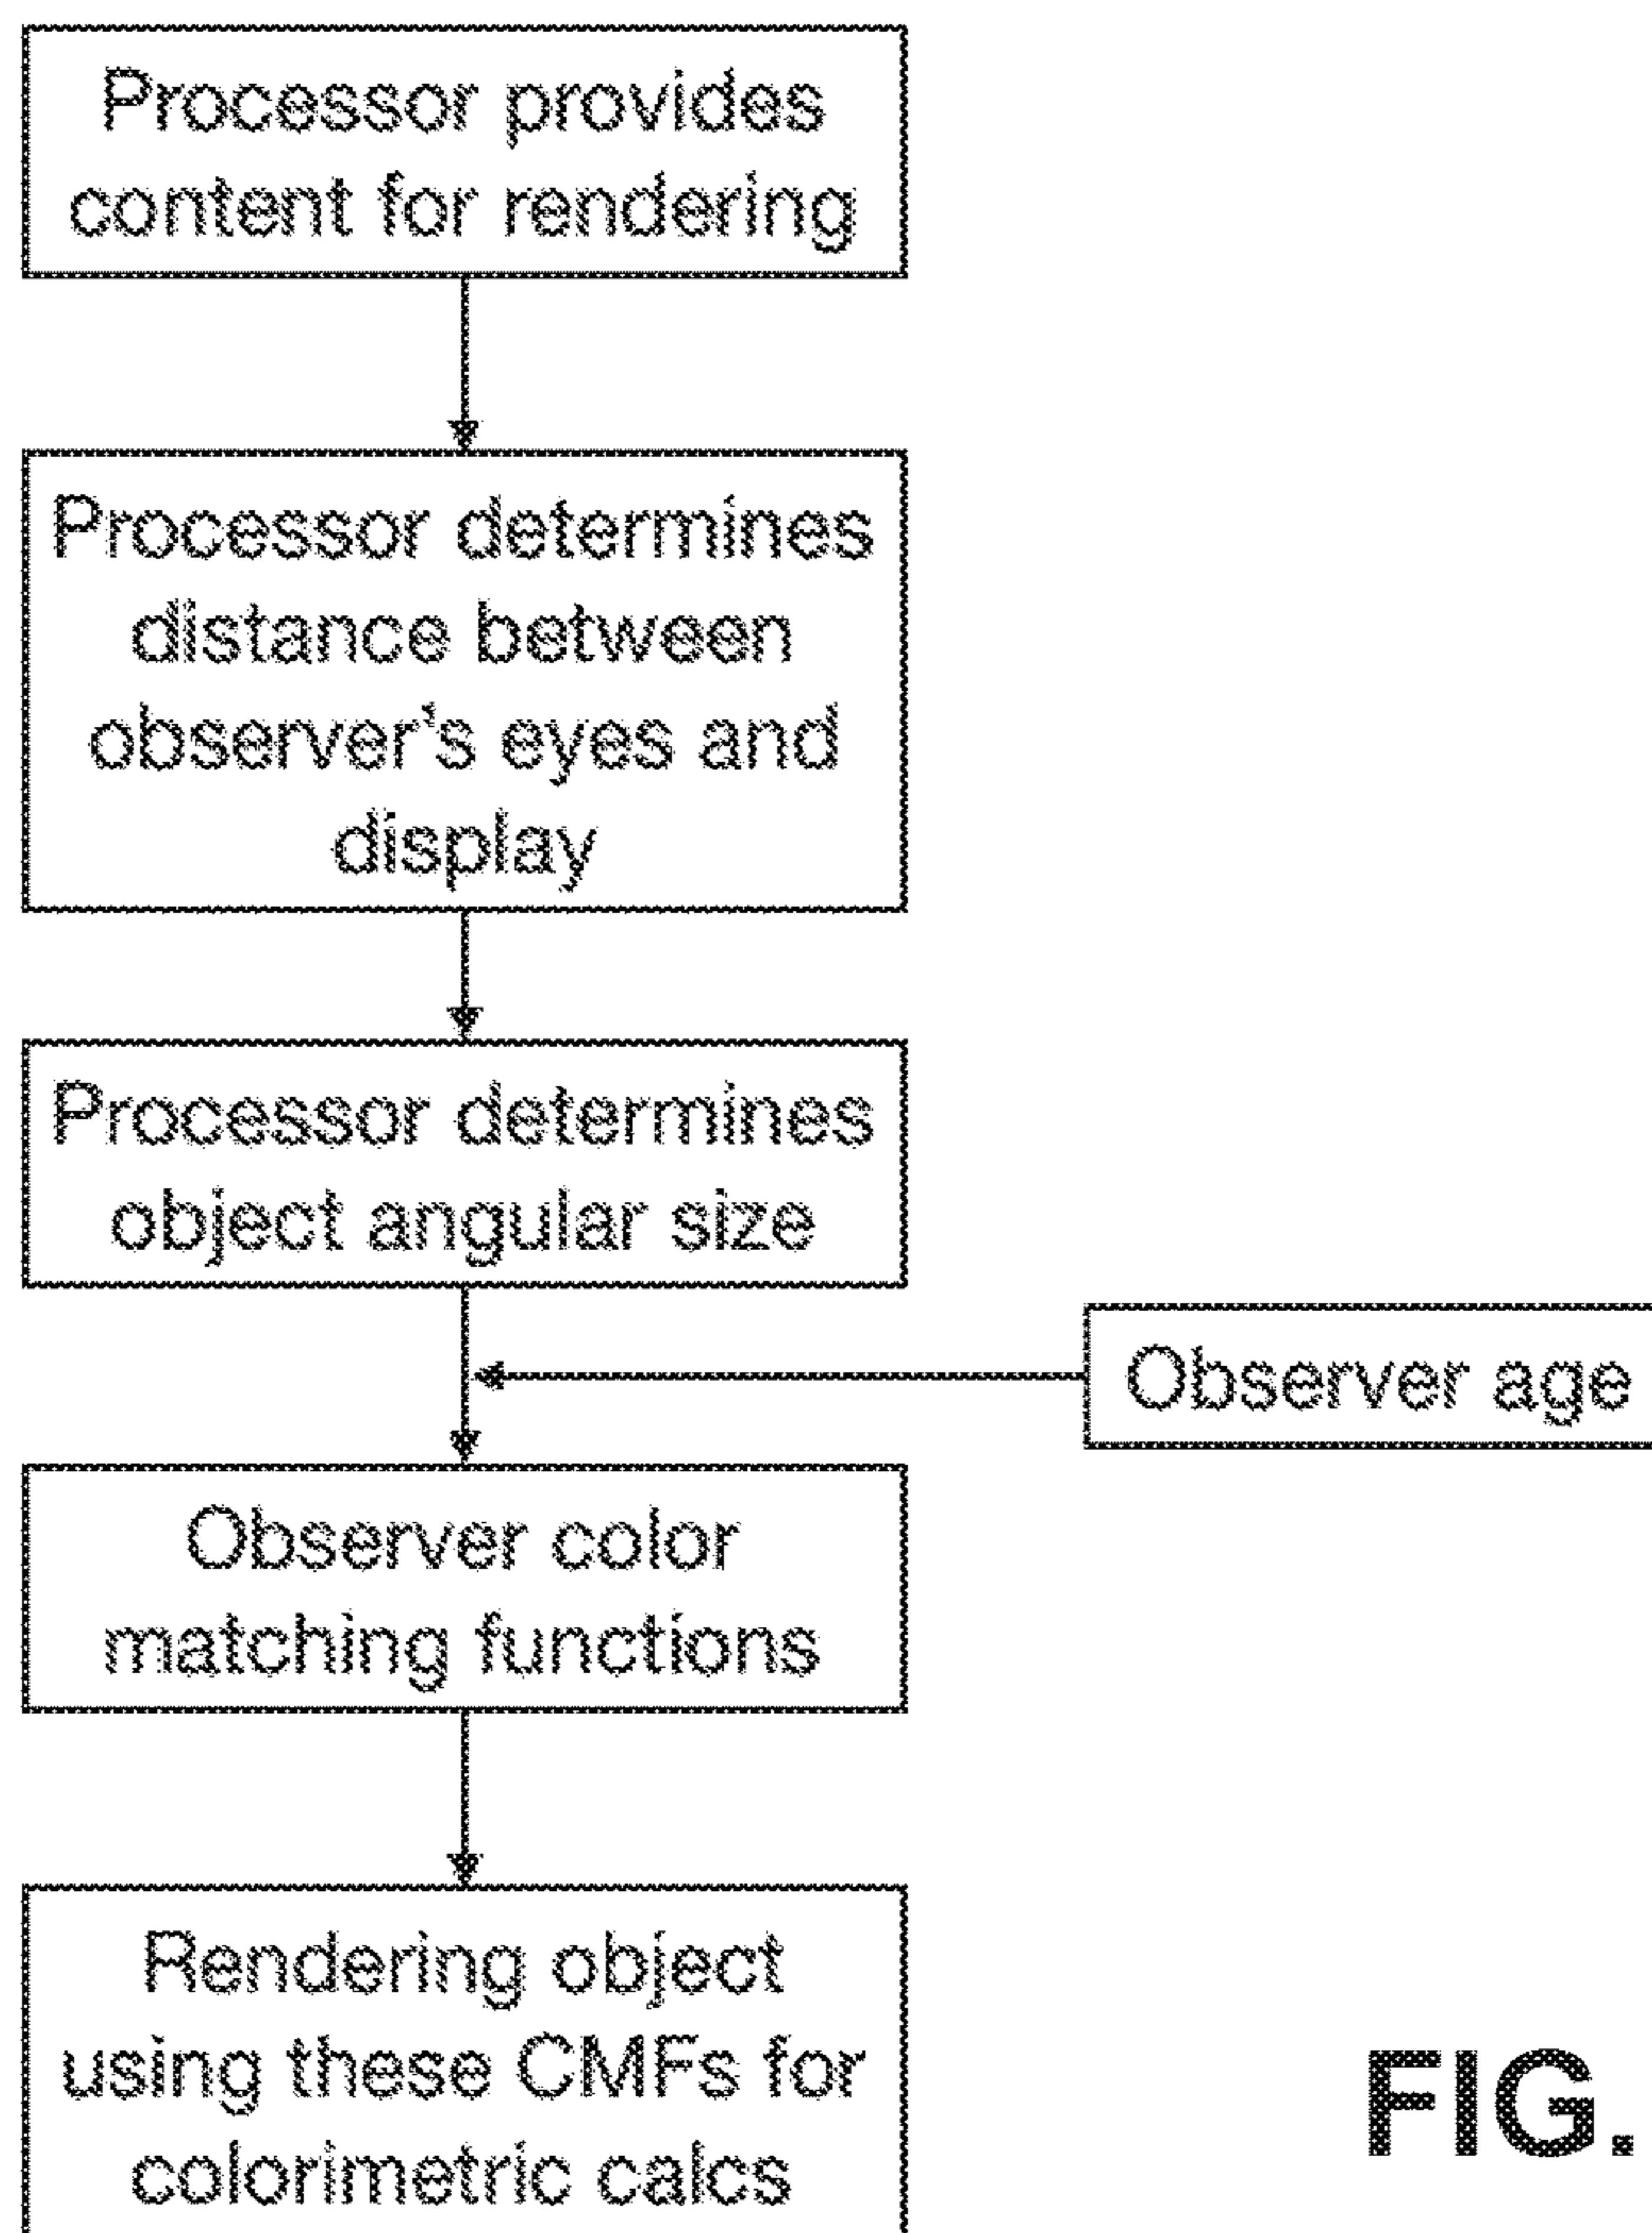 Processor provides
content for rendering
Processor determines
distance between
observer's eyes and
display
Processor determines
object angular size
Observer age
Observer color
matching functions
Rendering object
using these CMFs for
colorimetric calcs
FIG.